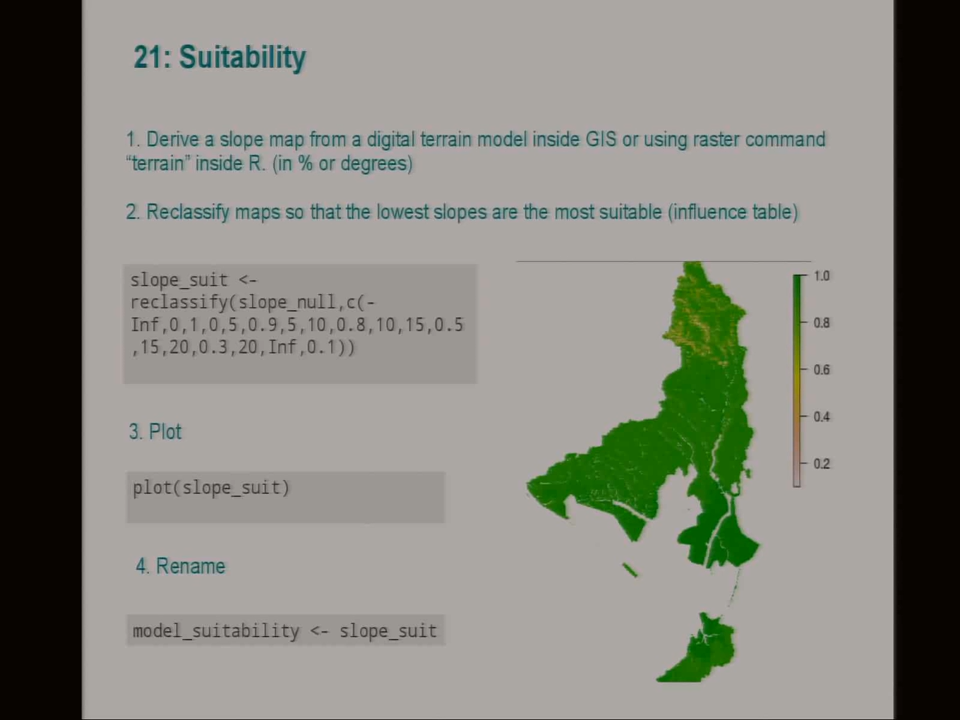 21: Suitability
1. Derive a slope map from a digital terrain model inside GIS or using raster command
"terrain" inside R. (in % or degrees)
2. Reclassify maps so that the lowest slopes are the most suitable (influence table)
slope_suit <-
reclassify(slope_null,c(-
Inf,0,1,0,5,0.9,5,10,0.8,10,15,0.5
,15,20,0.3,20,Inf,0.1))
1.0
0.8
0.6
0.4
0.2
3. Plot
plot(slope_suit)
4. Rename
model_suitability <- slope_suit